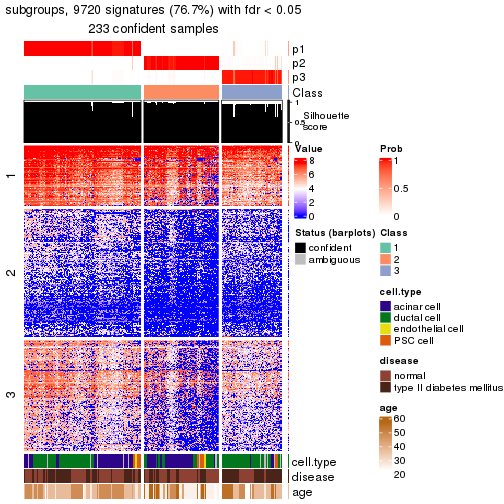 subgroups, 9720 signatures (76.7%) with fdr < 0.05
233 confident samples
p1
p2
p3
Class
1
0.5
0
Silhouette
score
1
2
3
Value
8
6
4
2
0
Prob
1
0.5
0
Status (barplots)
confident
ambiguous
Class
1
2
3
cell.type
acinar cell
ductal cell
endothelial cell
PSC cell
disease
normal
type II diabetes mellitus
age
60
50
40
30
20
cell.type
disease
age